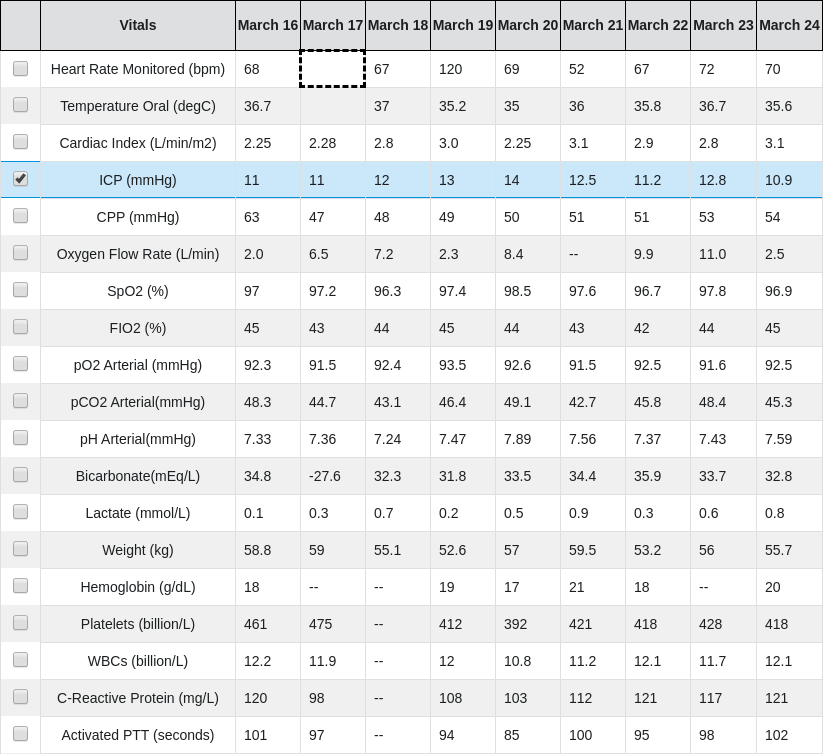 Vitals March 16 March 17 March 18 March 19 March 20 March 21 March 22 March 23 March 24
Heart Rate Monitored (bpm) 68 67 120 69 52 67 72 70
Temperature Oral (degC) 36.7 37 35.2 35 36 35.8 36.7 35.6
Cardiac Index (L/min/m2) 2.25 2.28 2.8 3.0 2.25 3.1 2.9 2.8 3.1
ICP (mmHg) 11 11 12 13 14 12.5 11.2 12.8 10.9
CPP (mmHg) 63 47 48 49 50 51 51 53 54
Oxygen Flow Rate (L/min) 2.0 6.5 7.2 2.3 8.4 -- 9.9 11.0 2.5
SpO2 (%) 97 97.2 96.3 97.4 98.5 97.6 96.7 97.8 96.9
FIO2 (%) 45 43 44 45 44 43 42 44 45
pO2 Arterial (mmHg) 92.3 91.5 92.4 93.5 92.6 91.5 92.5 91.6 92.5
pCO2 Arterial(mmHg) 48.3 44.7 43.1 46.4 49.1 42.7 45.8 48.4 45.3
pH Arterial(mmHg) 7.33 7.36 7.24 7.47 7.89 7.56 7.37 7.43 7.59
Bicarbonate(mEq/L) 34.8 -27.6 32.3 31.8 33.5 34.4 35.9 33.7 32.8
Lactate (mmol/L) 0.1 0.3 0.7 0.2 0.5 0.9 0.3 0.6 0.8
Weight (kg) 58.8 59 55.1 52.6 57 59.5 53.2 56 55.7
Hemoglobin (g/dL) 18 -- -- 19 17 21 18 -- 20
Platelets (billion/L) 461 475 -- 412 392 421 418 428 418
WBCs (billion/L) 12.2 11.9 -- 12 10.8 11.2 12.1 11.7 12.1
C-Reactive Protein (mg/L) 120 98 -- 108 103 112 121 117 121
Activated PTT (seconds) 101 97 -- 94 85 100 95 98 102